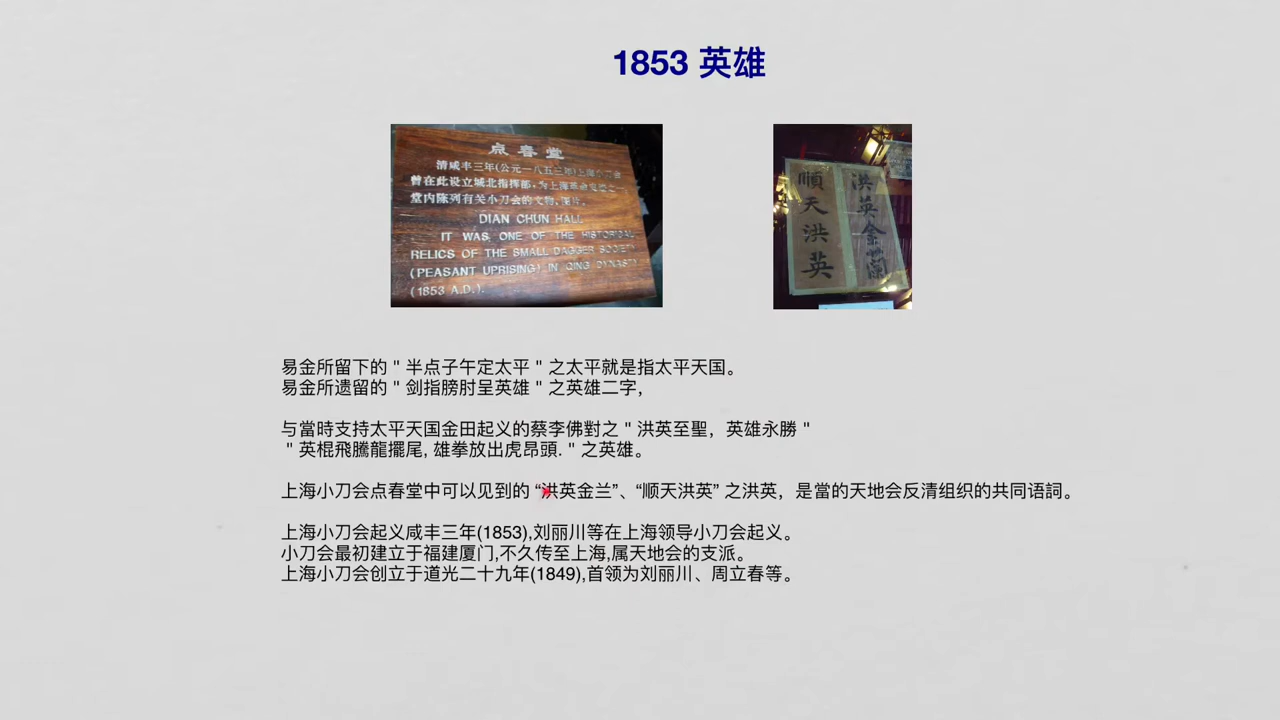 1853 英雄
点春堂
清咸丰三年(公元一八五三年)上海小刀会
曾在此设立城北指挥部,为上海革命
堂内陈列有关小刀会的文物,图片。
DIAN CHUN HALL.
IT WAS ONE OF THE HISTORICAL
RELICS OF THE SMALL DAGGER SOCIETY
(PEASANT UPRISING) IN QING DYNASTY
(1853 A.D.).
順天洪英
洪英金蘭
易金所留下的＂半点子午定太平＂之太平就是指太平天国。
易金所遗留的＂剑指膀肘呈英雄＂之英雄二字，
与當時支持太平天国金田起义的蔡李佛對之＂洪英至聖，英雄永勝＂
＂英棍飛騰龍擺尾, 雄拳放出虎昂頭.＂之英雄。
上海小刀会点春堂中可以见到的 “洪英金兰”、“顺天洪英” 之洪英，是當的天地会反清组织的共同语詞。
上海小刀会起义咸丰三年(1853),刘丽川等在上海领导小刀会起义。
小刀会最初建立于福建厦门,不久传至上海,属天地会的支派。
上海小刀会创立于道光二十九年(1849),首领为刘丽川、周立春等。